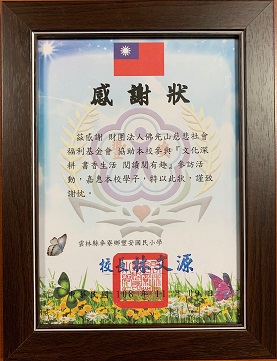 感謝狀
茲感謝 財團法人佛光山慈悲社會
福利基金會 協助本校參與『文化深
耕 書香生活 閱讀閱有趣』參訪活
動,嘉惠本校學子,特以此狀,謹致
謝忱。
雲林縣麥寮鄉豐安國民小學
校長 文源